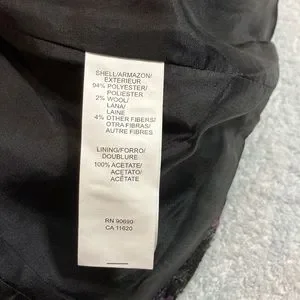 SHELL/ARMAZON/
EXTERIEUR
94% POLYESTER/
POLIESTER
2% WOOL/
LANA/
LAINE
4% OTHER FIBERS/
OTRA FIBRAS/
AUTRE FIBRES
LINING/FORRO/
DOUBLURE
100% ACETATE/
ACETATO/
ACÉTATE
RN 90690
CA 11620